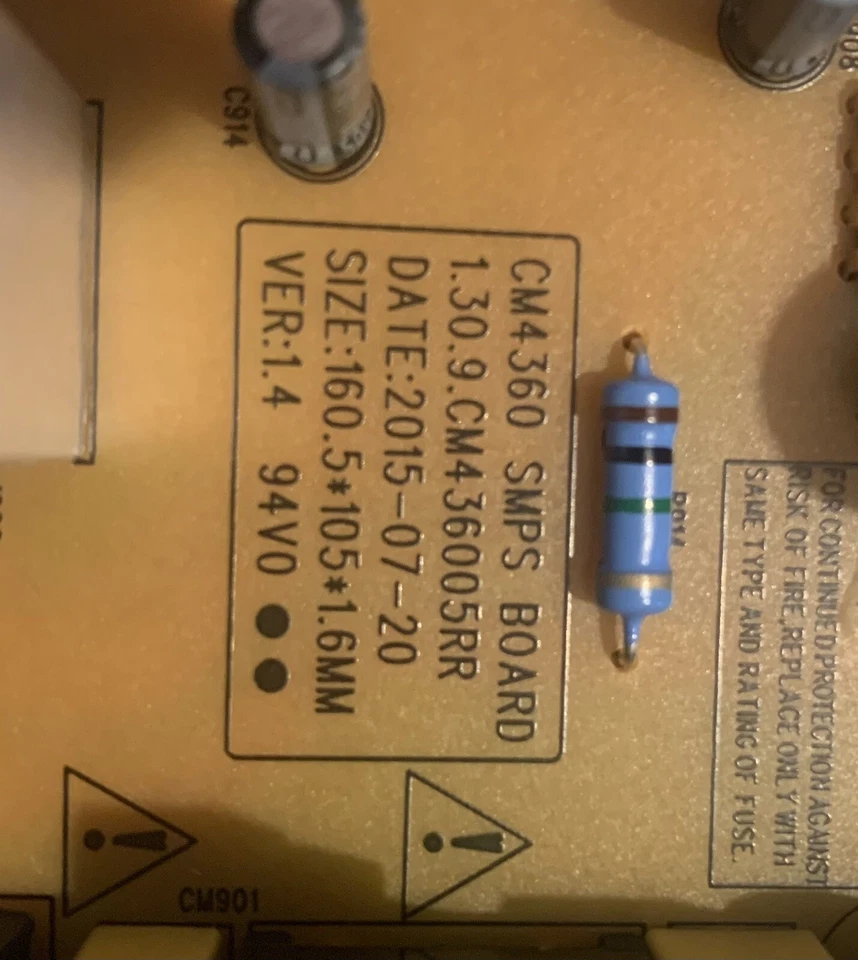 CM4360 SMPS BOARD
1.30.9.CM436005RR
DATE:2015-07-20
SIZE:160.5*105*1.6MM
VER:1.4 94V0
FOR CONTINUED PROTECTION AGAINST
RISK OF FIRE,REPLACE ONLY WITH
SAME TYPE AND RATING OF FUSE.
C914
CM901